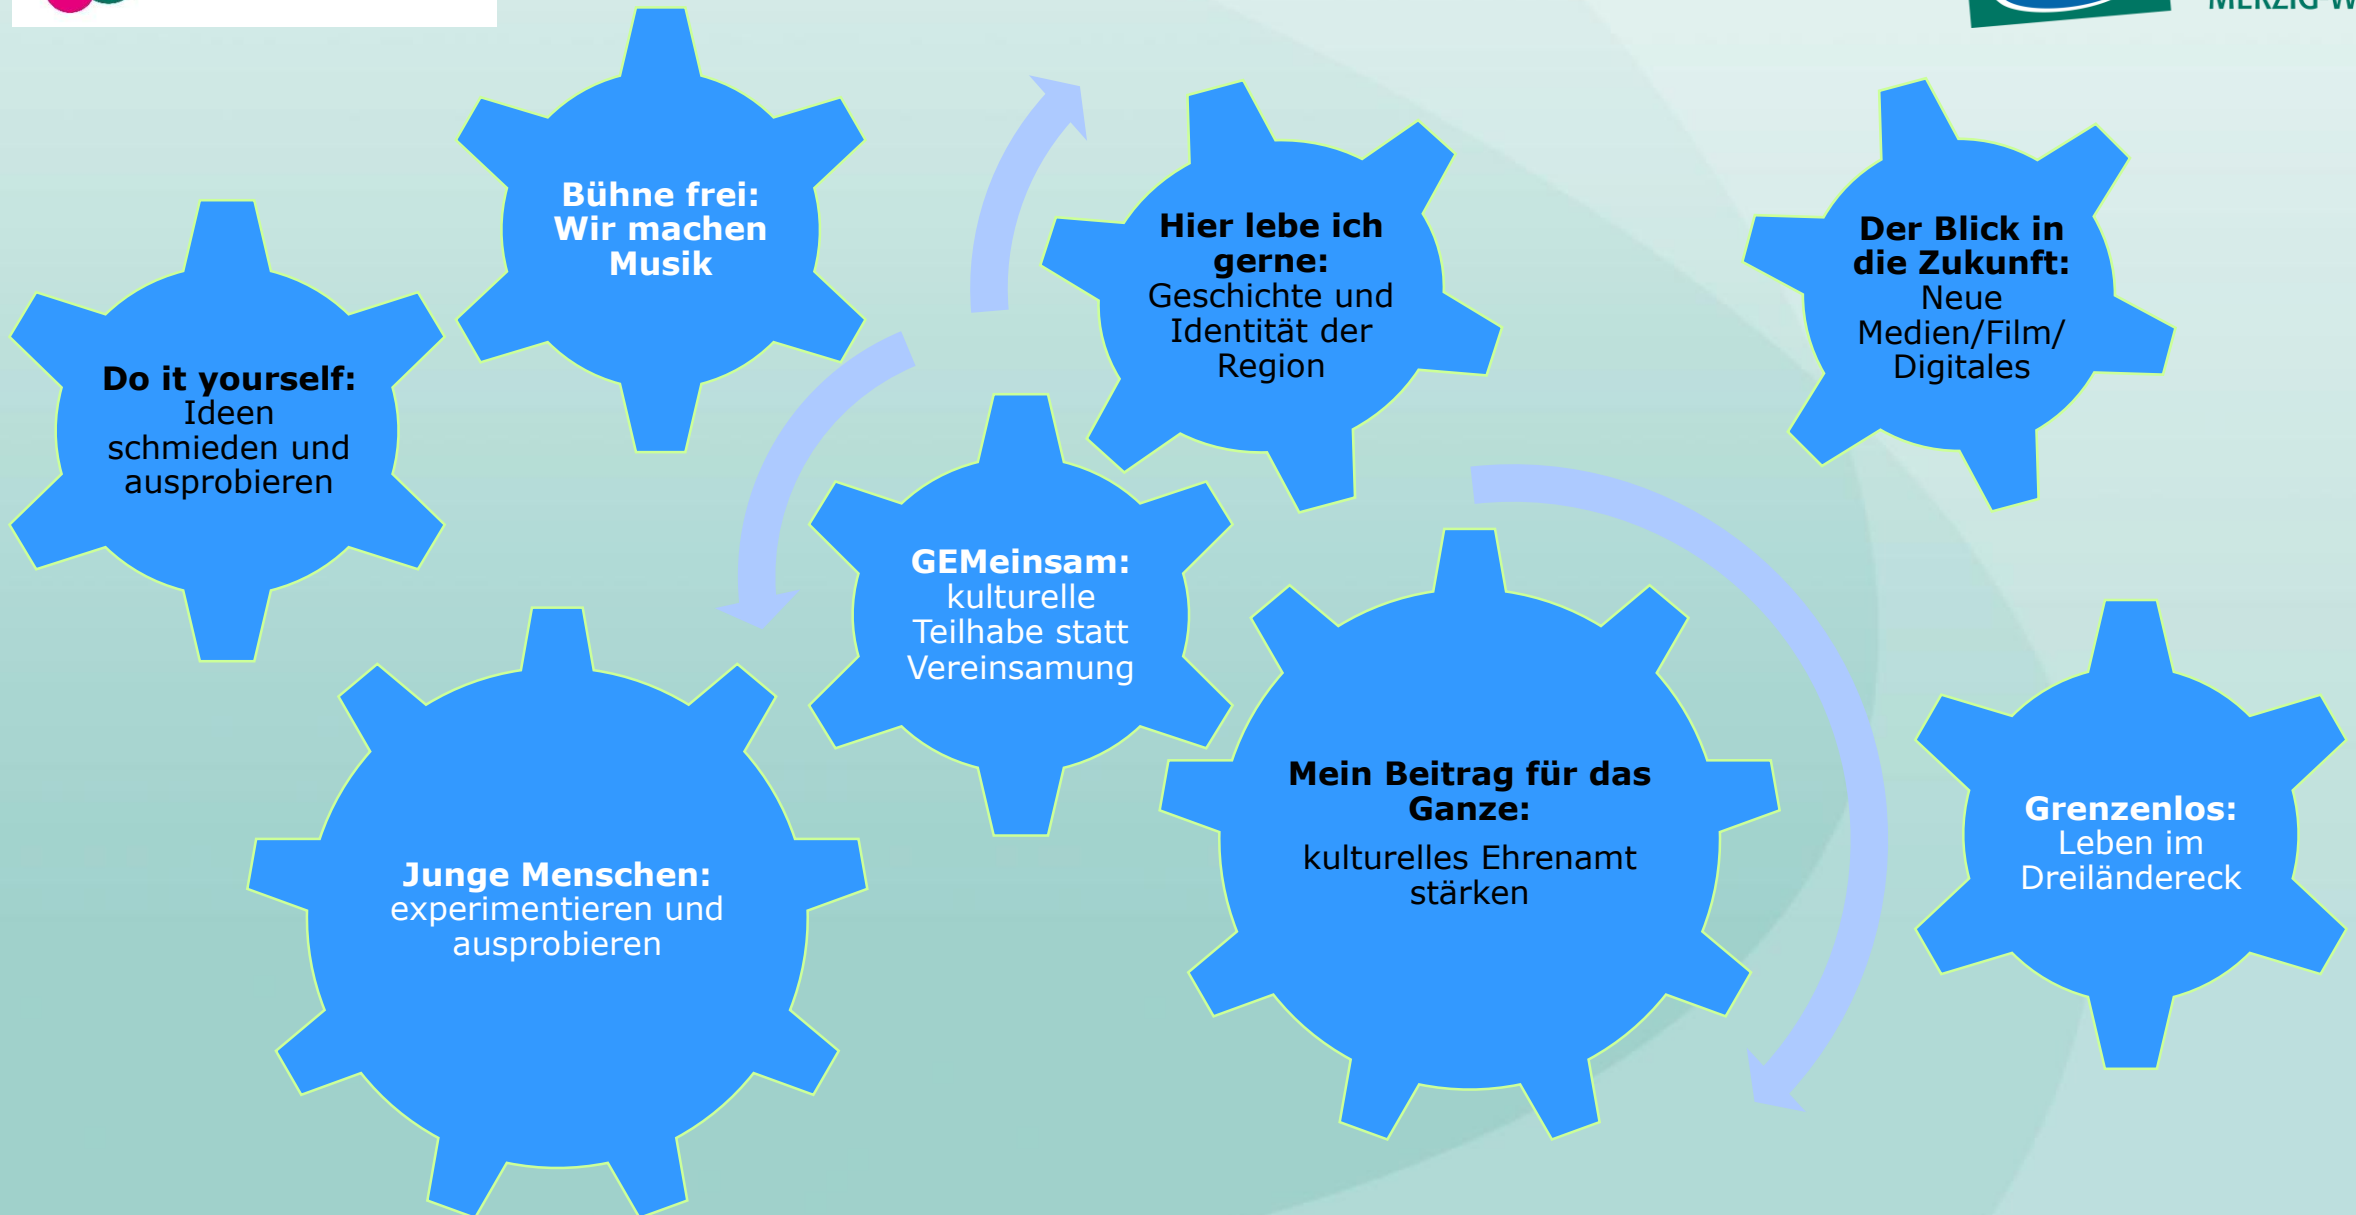 Bühne frei:
Wir machen
Musik
Hier lebe ich
gerne:
Geschichte und
Identität der
Region
Der Blick in
die Zukunft:
Neue
Medien/Film/
Digitales
Do it yourself:
Ideen
schmieden und
ausprobieren
GEMeinsam:
kulturelle
Teilhabe statt
Vereinsamung
Mein Beitrag für das
Ganze:
kulturelles Ehrenamt
stärken
Grenzenlos:
Leben im
Dreiländereck
Junge Menschen:
experimentieren und
ausprobieren